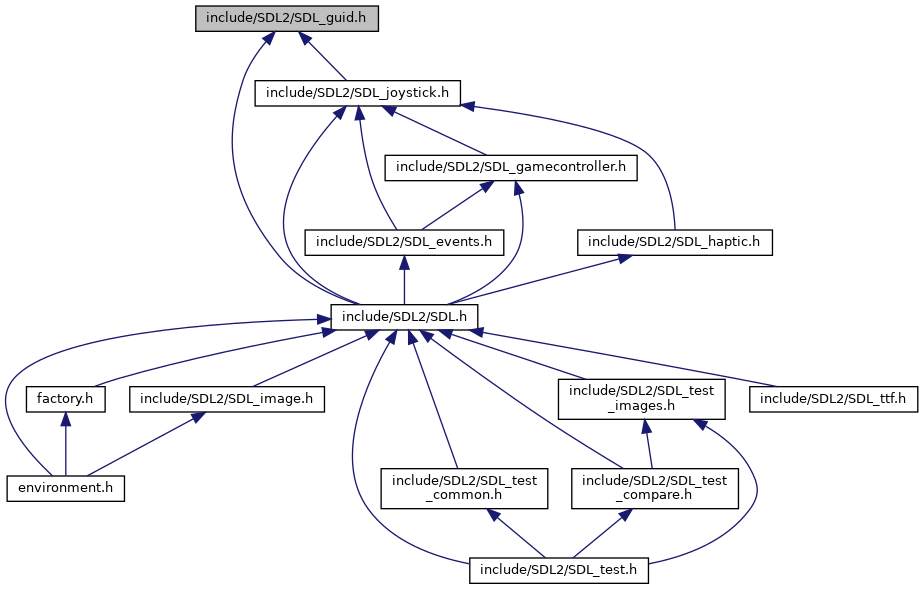 include/SDL2/SDL_guid.h
include/SDL2/SDL_joystick.h
include/SDL2/SDL_gamecontroller.h
include/SDL2/SDL_events.h
include/SDL2/SDL_haptic.h
include/SDL2/SDL.h
factory.h
include/SDL2/SDL_image.h
include/SDL2/SDL_test
_images.h
include/SDL2/SDL_ttf.h
environment.h
include/SDL2/SDL_test
_common.h
include/SDL2/SDL_test
_compare.h
include/SDL2/SDL_test.h